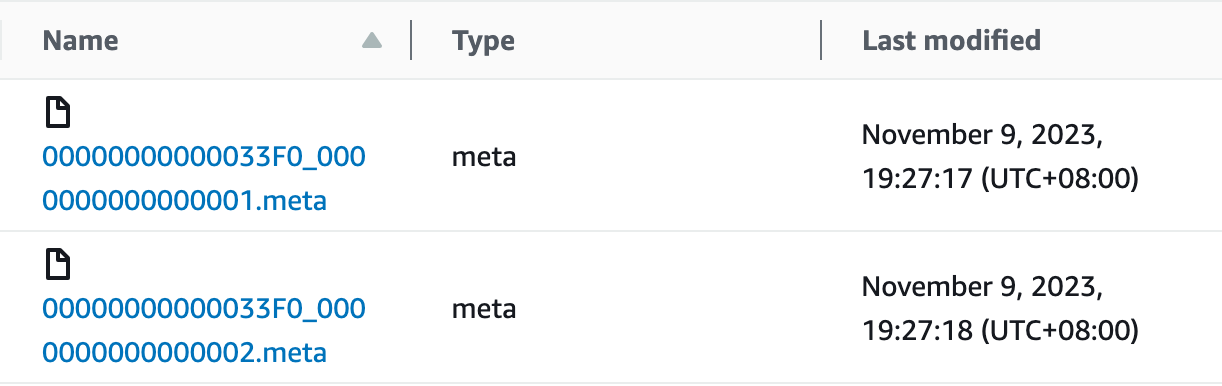 Name
Type
Last modified
00000000000033F0_000
0000000000001.meta
meta
November 9, 2023,
19:27:17 (UTC+08:00)
00000000000033F0_000
0000000000002.meta
meta
November 9, 2023,
19:27:18 (UTC+08:00)